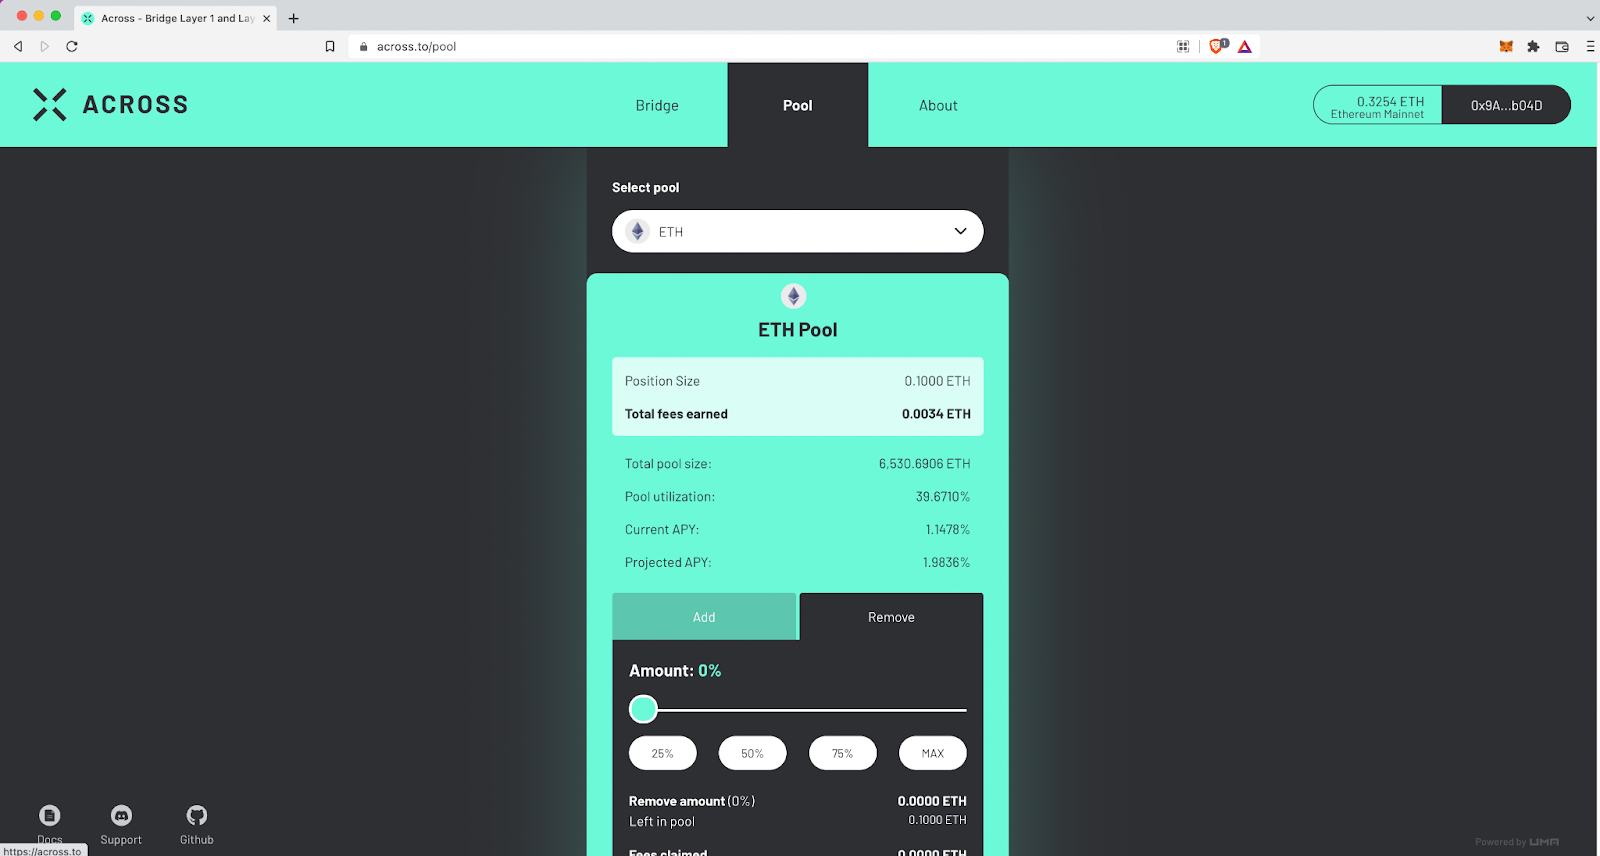 Across - Bridge Layer 1 and Lay
across.to/pool
1
ACROSS
Bridge
Pool
About
0.3254 ETH
Ethereum Mainnet
0x9A...b04D
Select pool
ETH
ETH Pool
Position Size 0.1000 ETH
Total fees earned 0.0034 ETH
Total pool size: 6,530.6906 ETH
Pool utilization: 39.6710%
Current APY: 1.1478%
Projected APY: 1.9836%
Add Remove
Amount: 0%
25% 50% 75% MAX
Remove amount (0%) 0.0000 ETH
Left in pool 0.1000 ETH
Fees claimed 0.0000 ETH
Docs Support Github
https://across.to
Powered by UMA